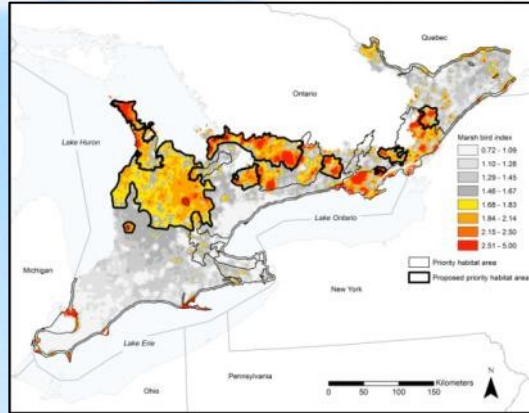 Quebec
Ontario
Lake Huron
Marsh bird index
0.72 - 1.09
1.10 - 1.28
1.29 - 1.45
1.46 - 1.67
1.68 - 1.83
1.84 - 2.14
2.15 - 2.50
2.51 - 5.00
Priority habitat area
Proposed priority habitat area
Lake Ontario
Michigan
New York
Lake Erie
Pennsylvania
Ohio
Kilometers
0 25 50 100 150
N